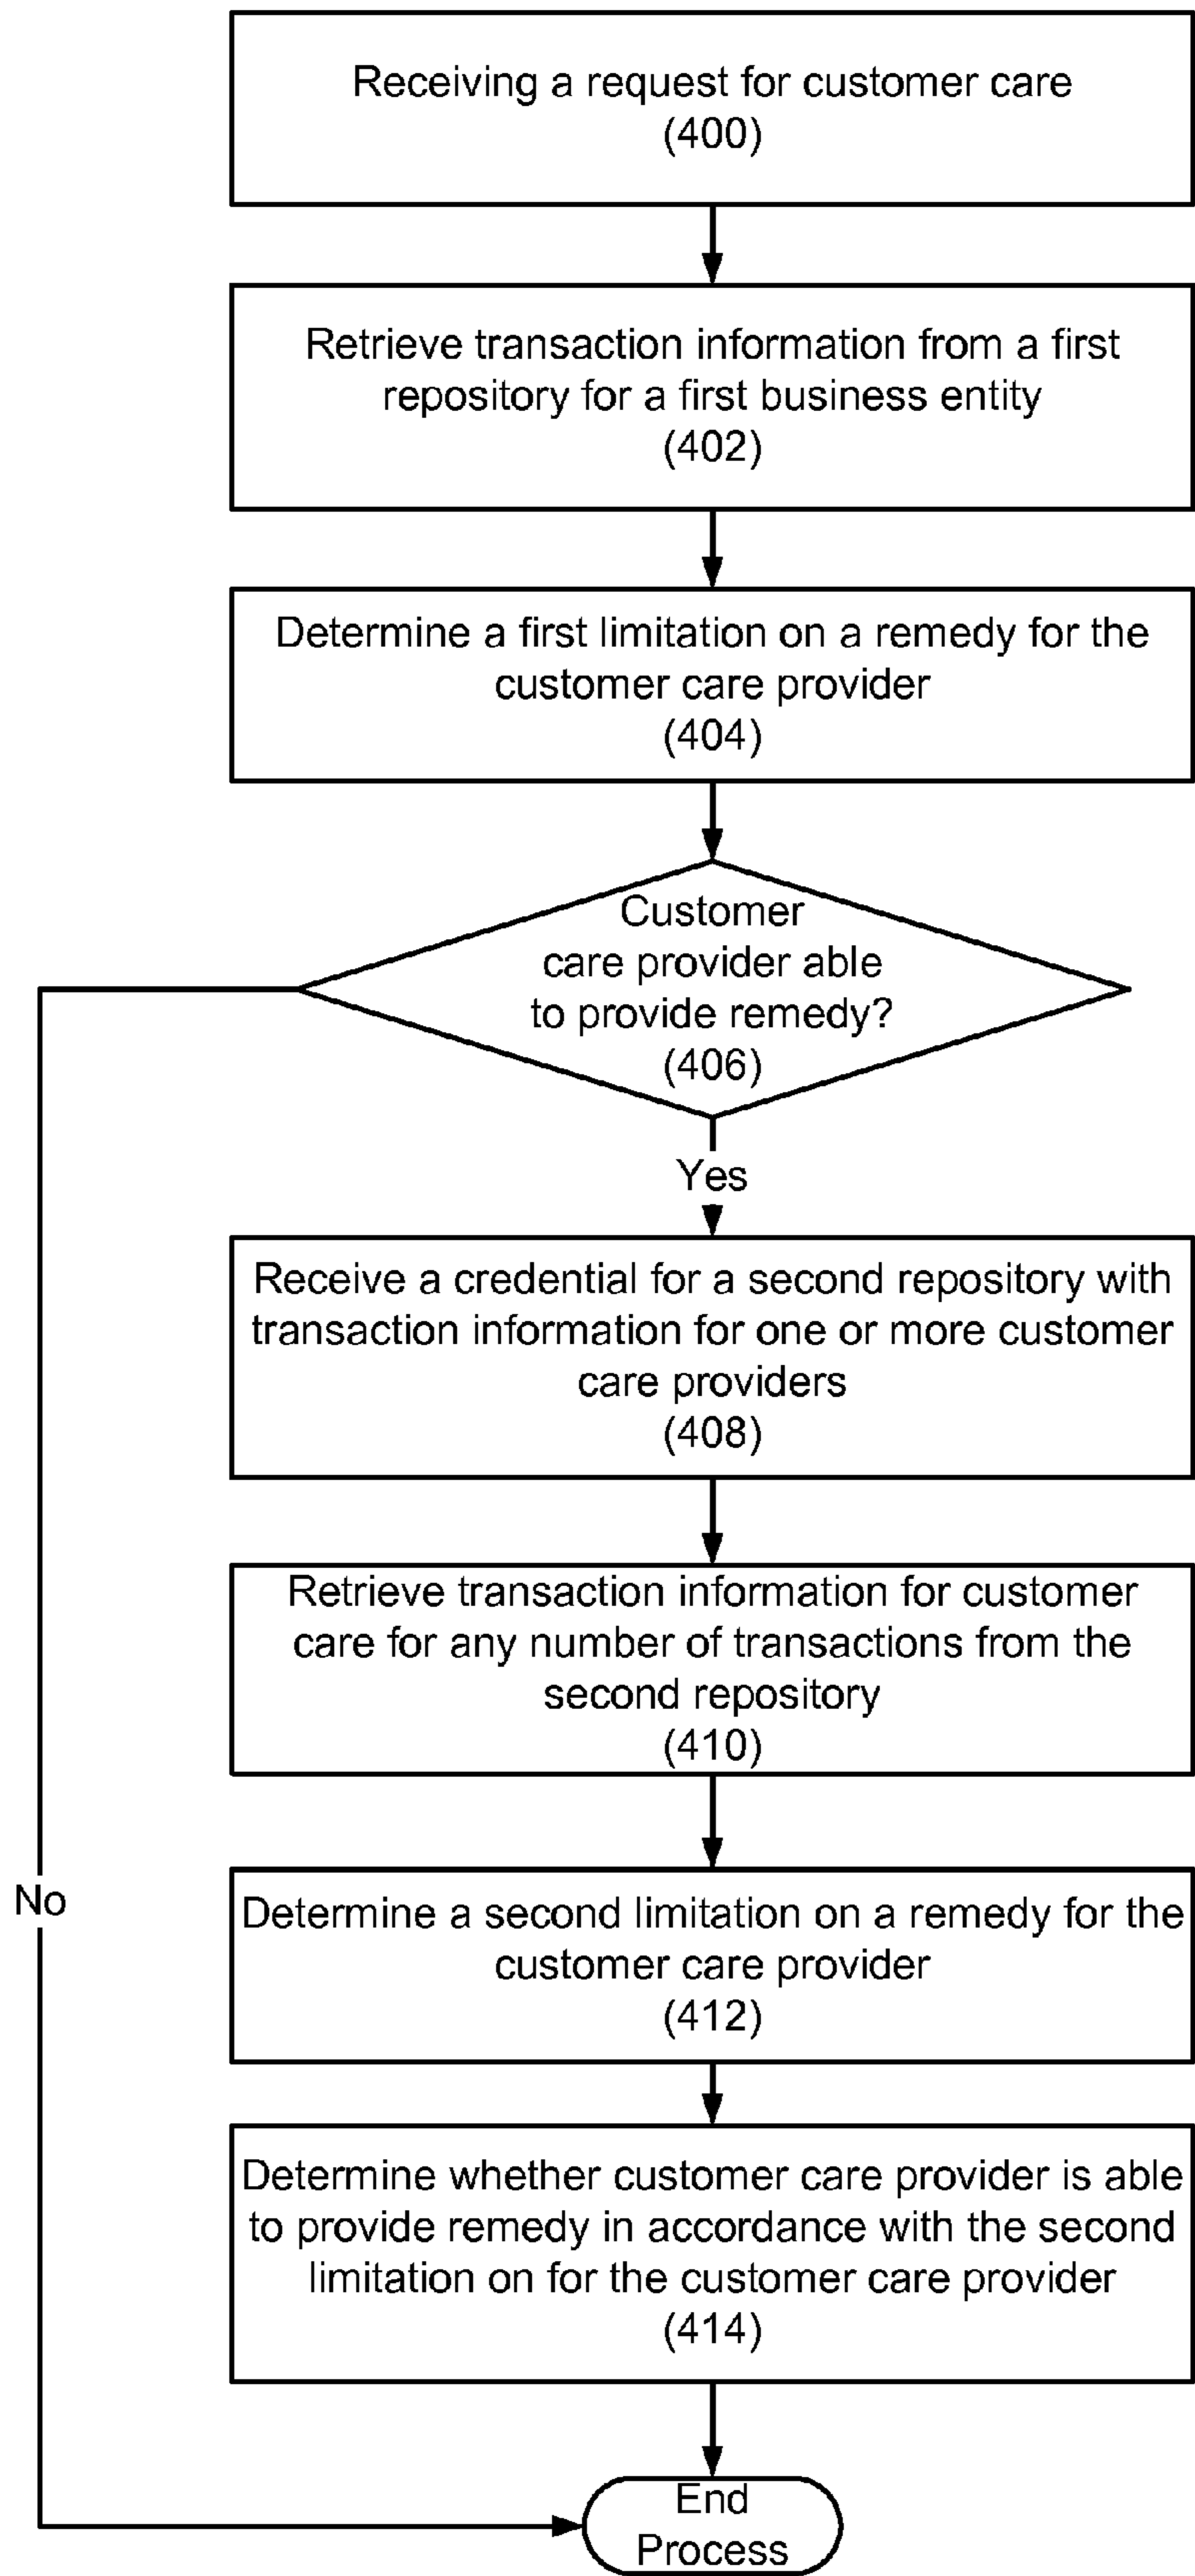 Receiving a request for customer care
(400)
Retrieve transaction information from a first
repository for a first business entity
(402)
Determine a first limitation on a remedy for the
customer care provider
(404)
Customer
care provider able
to provide remedy?
(406)
Yes
Receive a credential for a second repository with
transaction information for one or more customer
care providers
(408)
Retrieve transaction information for customer
care for any number of transactions from the
second repository
(410)
No
Determine a second limitation on a remedy for the
customer care provider
(412)
Determine whether customer care provider is able
to provide remedy in accordance with the second
limitation on for the customer care provider
(414)
End
Process